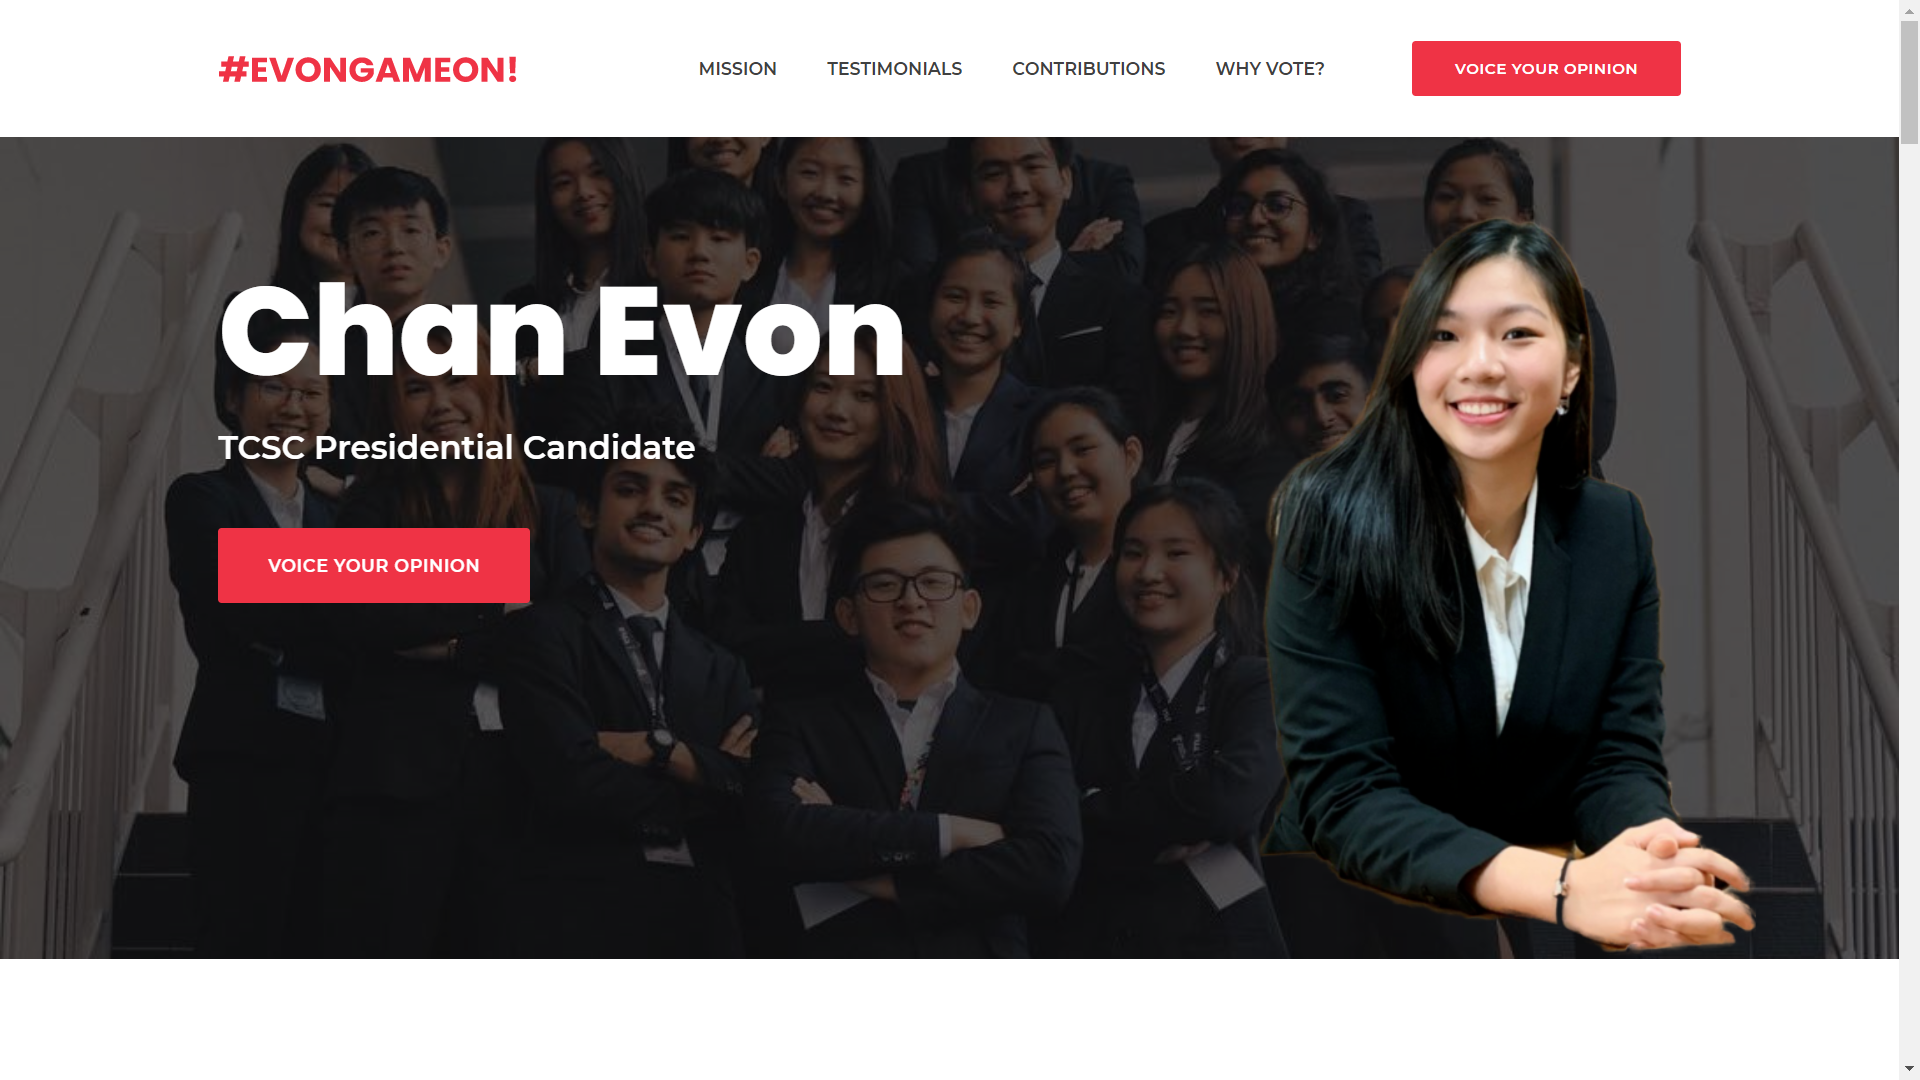 #EVONGAMEON!
MISSION
TESTIMONIALS
CONTRIBUTIONS
WHY VOTE?
VOICE YOUR OPINION
Chan Evon
TCSC Presidential Candidate
VOICE YOUR OPINION